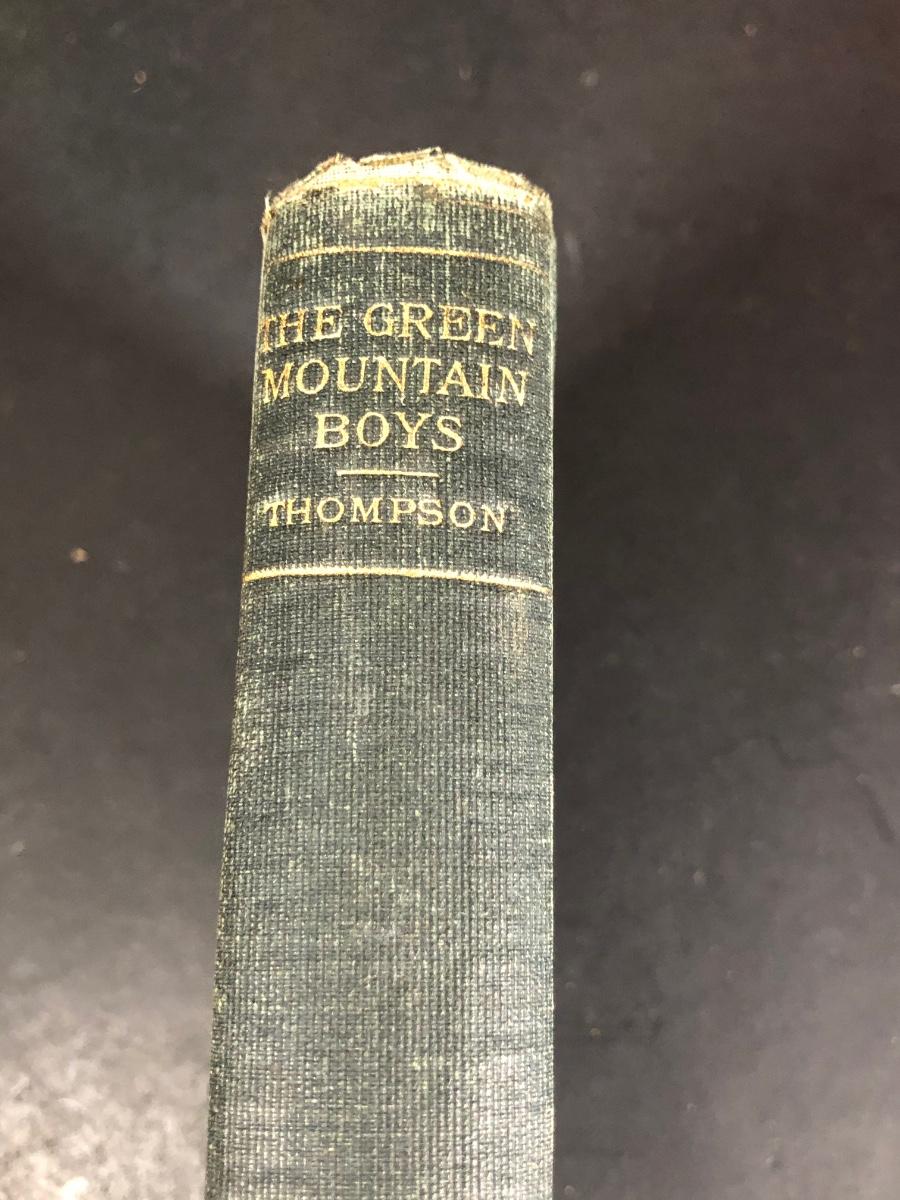 THE GREEN
MOUNTAIN
BOYS
THOMPSON